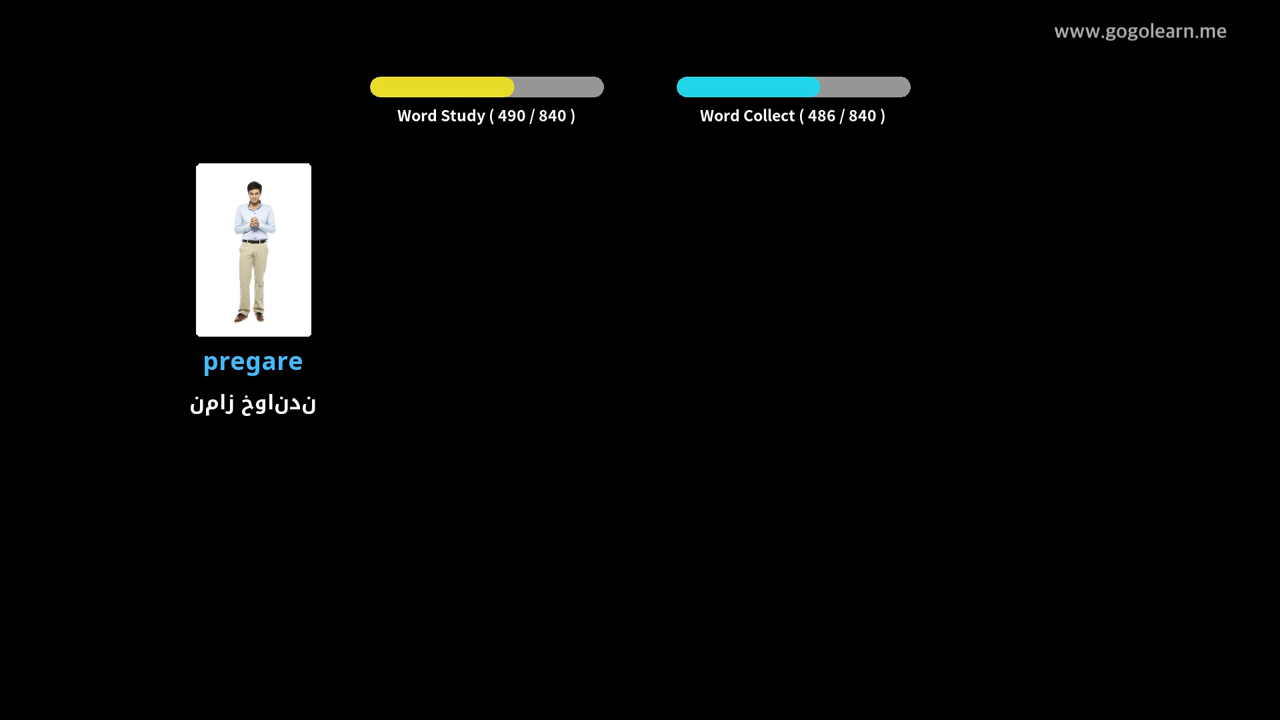 www.gogolearn.me
Word Study ( 490 / 840 )
Word Collect ( 486 / 840 )
pregare
نماز خواندن